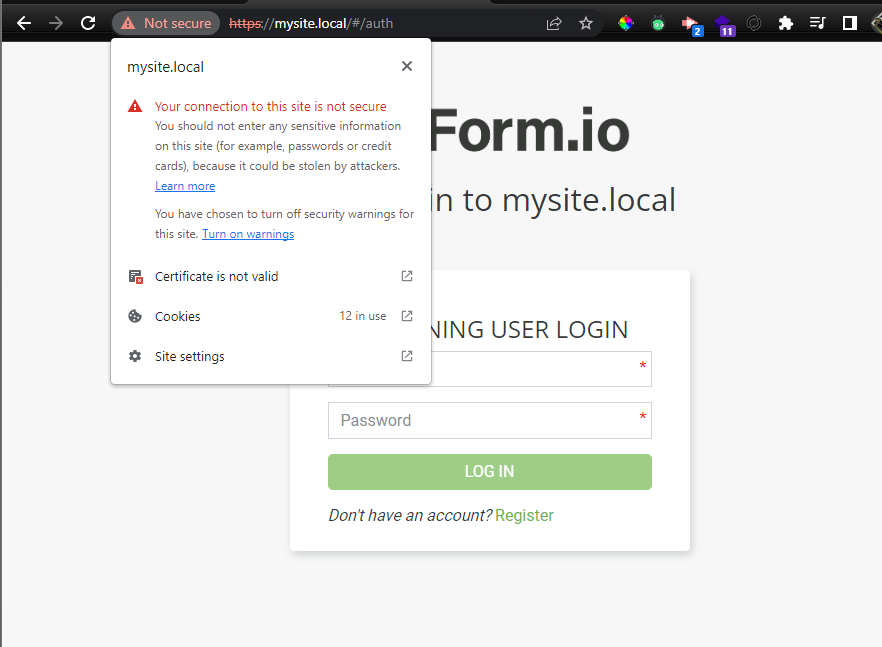 Not secure https://mysite.local/#/auth
2
11
mysite.local
Your connection to this site is not secure
You should not enter any sensitive information
on this site (for example, passwords or credit
cards), because it could be stolen by attackers.
Learn more
You have chosen to turn off security warnings for
this site. Turn on warnings
Certificate is not valid
Cookies 12 in use
Site settings
Form.io
in to mysite.local
NING USER LOGIN
*
Password *
LOG IN
Don't have an account? Register